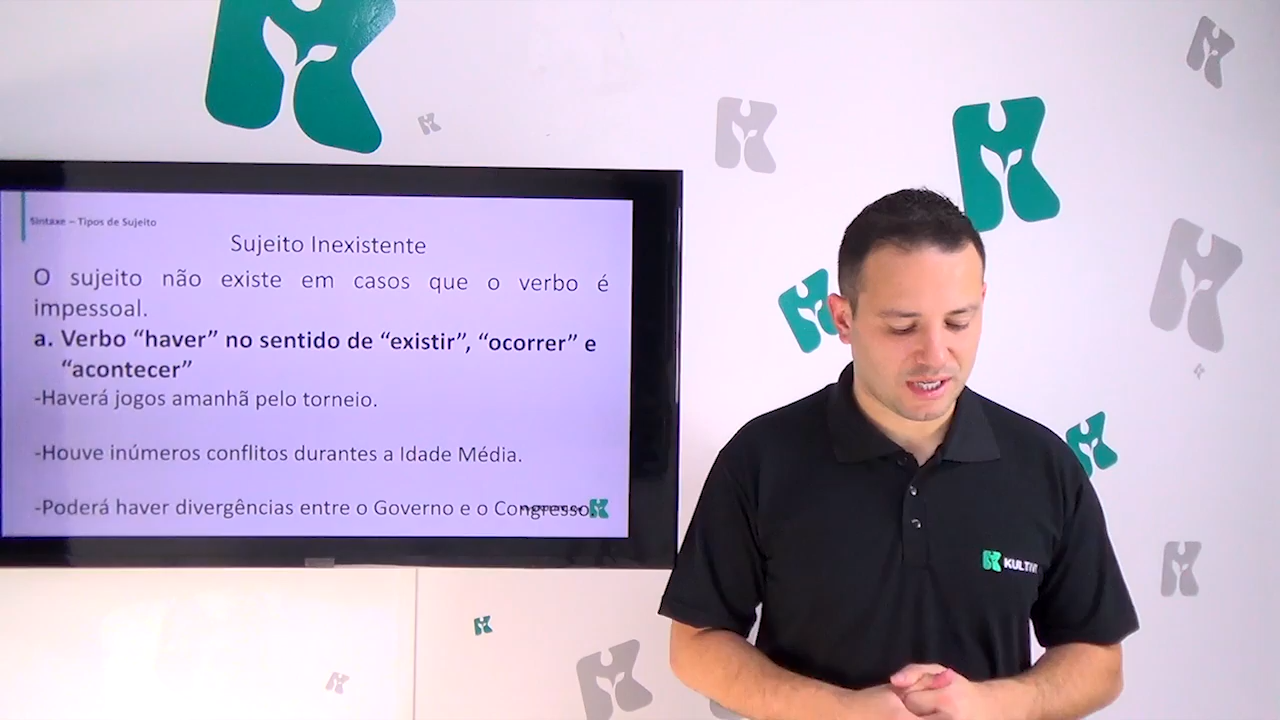 Sintaxe – Tipos de Sujeito
Sujeito Inexistente
O sujeito não existe em casos que o verbo é
impessoal.
a. Verbo “haver” no sentido de “existir”, “ocorrer” e
“acontecer”
-Haverá jogos amanhã pelo torneio.
-Houve inúmeros conflitos durantes a Idade Média.
-Poderá haver divergências entre o Governo e o Congresso.